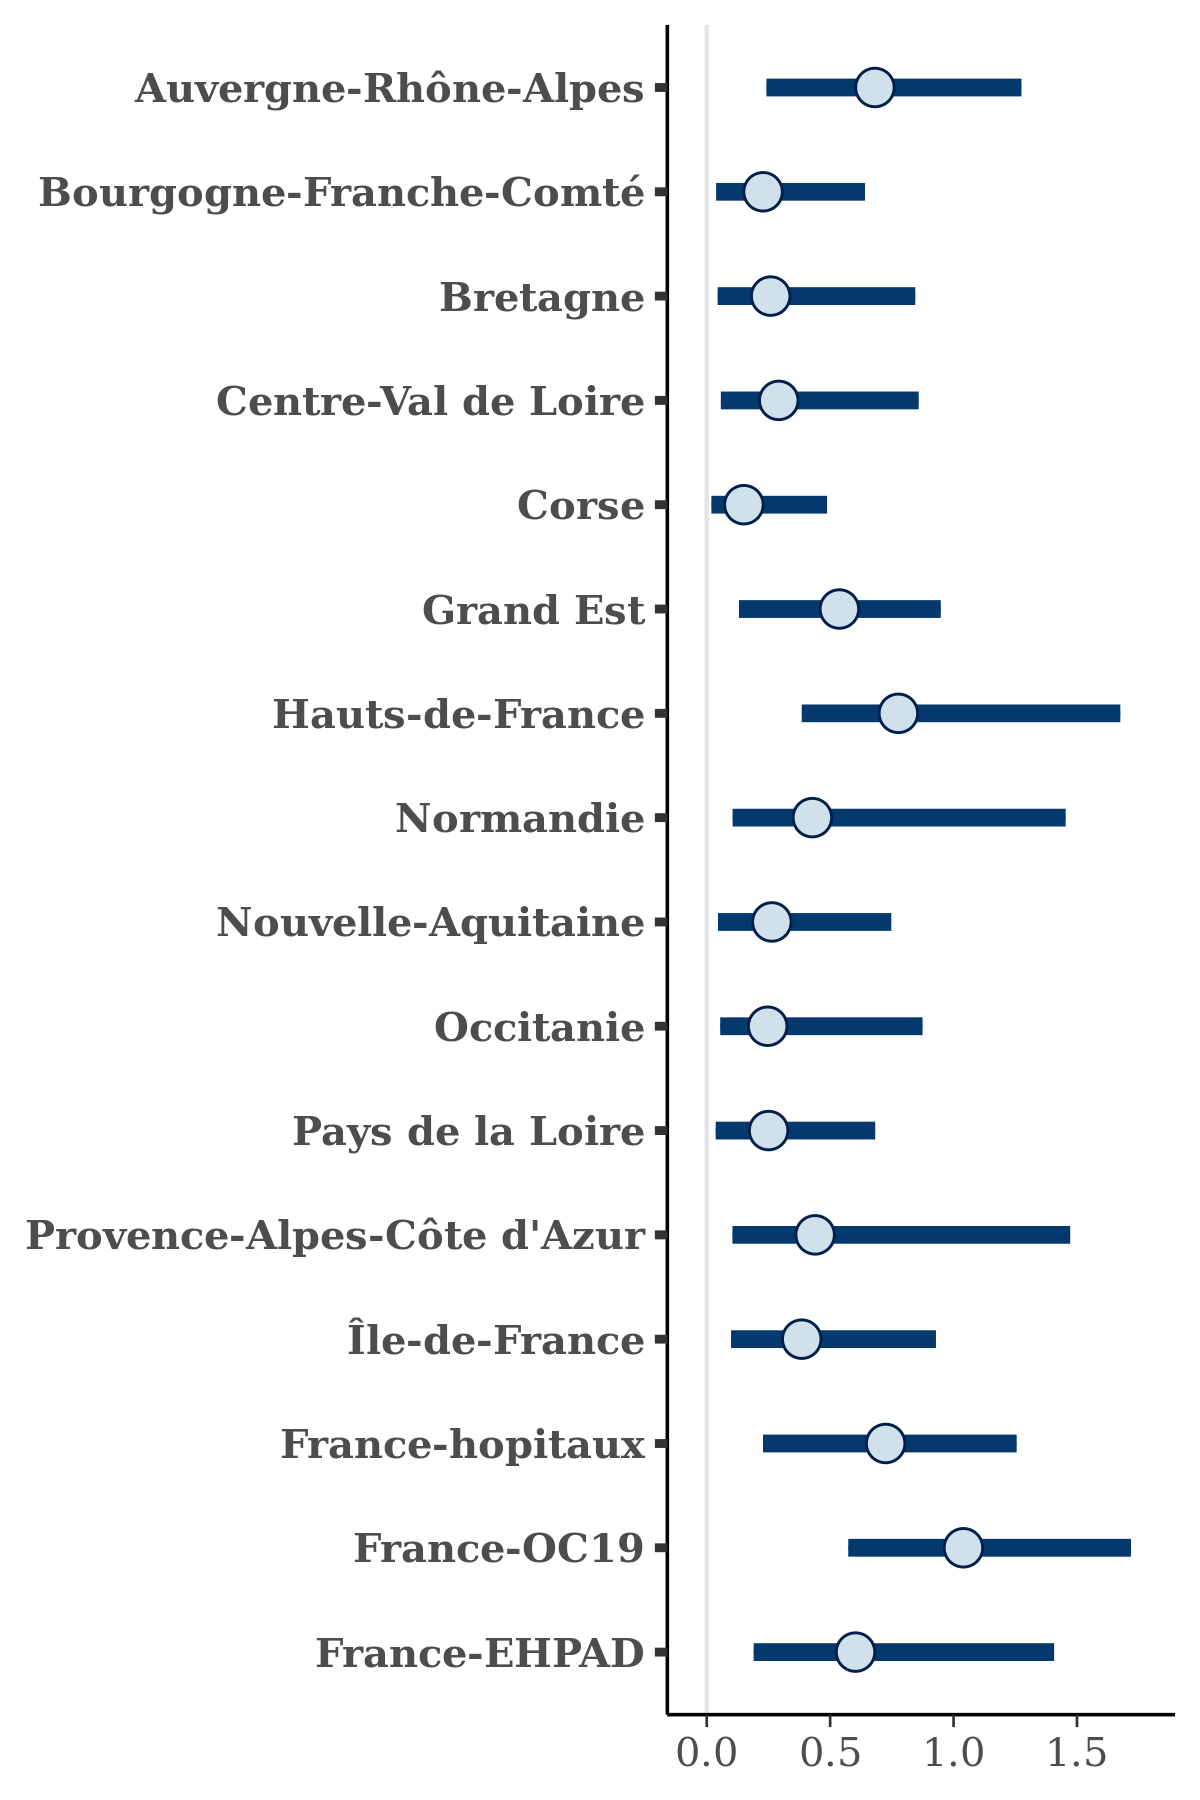 Auvergne-Rhône-Alpes
Bourgogne-Franche-Comté
Bretagne
Centre-Val de Loire
Corse
Grand Est
Hauts-de-France
Normandie
Nouvelle-Aquitaine
Occitanie
Pays de la Loire
Provence-Alpes-Côte d'Azur
Île-de-France
France-hopitaux
France-OC19
France-EHPAD
0.0 0.5 1.0 1.5